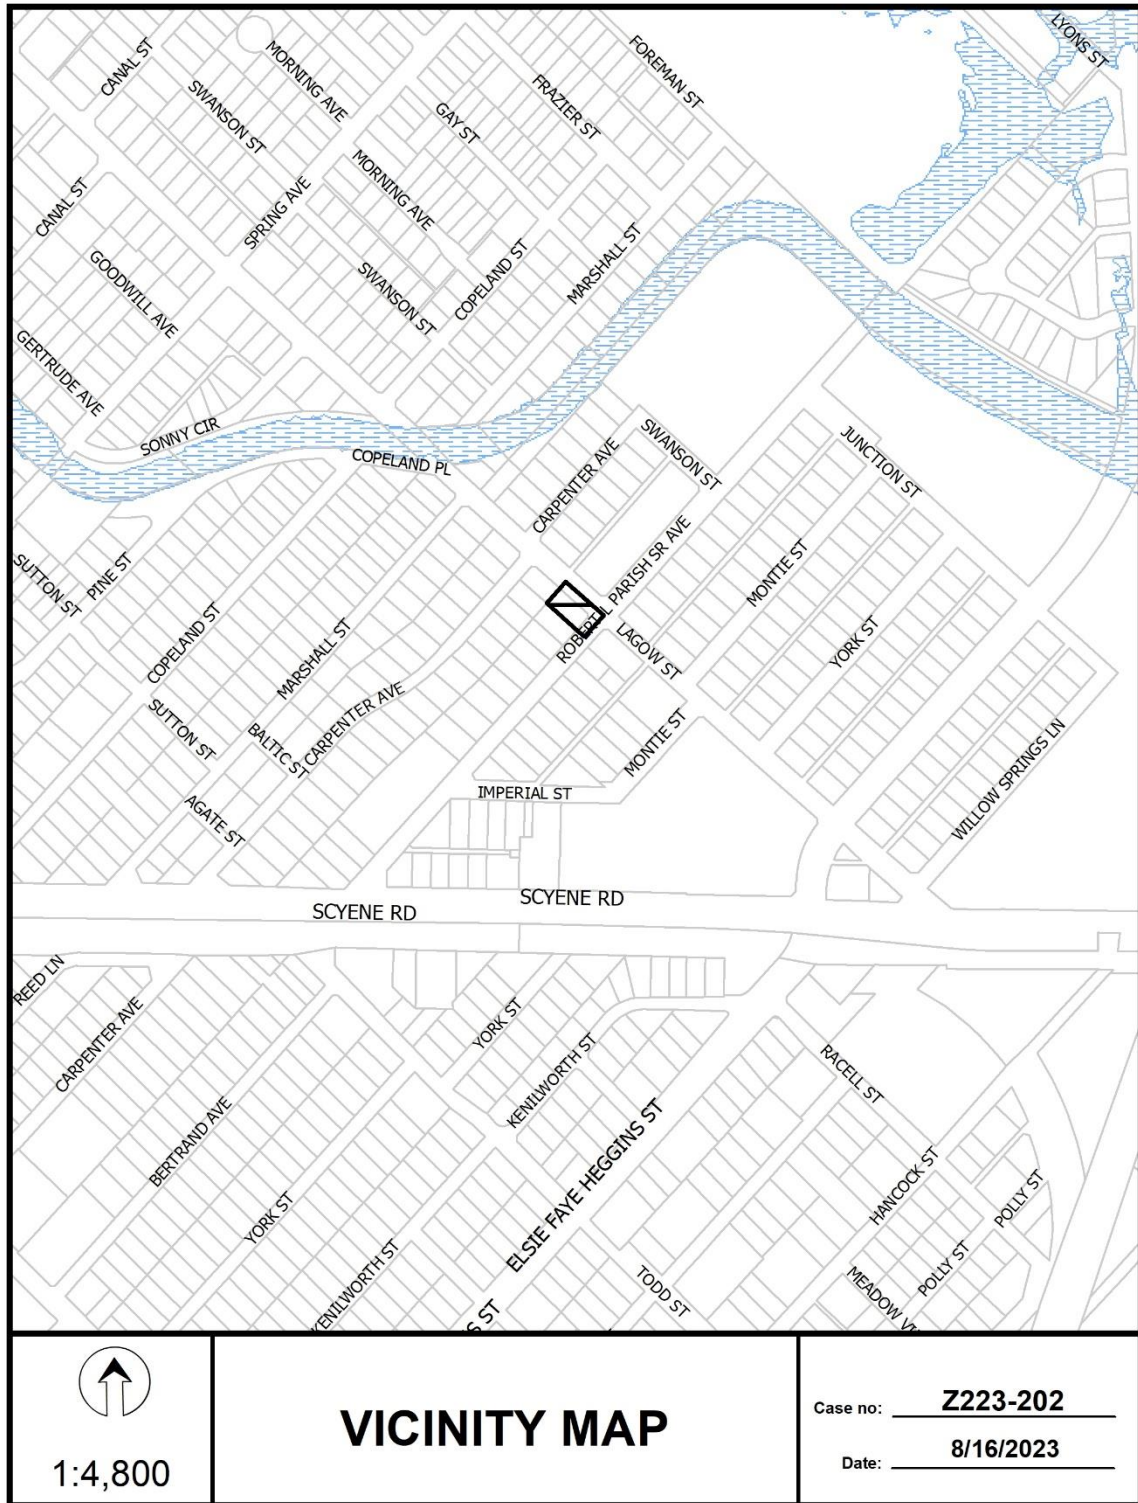 LYONS ST
FOREMAN ST
CANAL ST
MORNING AVE
SWANSON ST
FRAZIER ST
GAY ST
MORNING AVE
CANAL ST
SPRING AVE
GOODWILL AVE
SWANSON ST
COPELAND ST
MARSHALL ST
GERTRUDE AVE
SONNY CIR
COPELAND PL
CARPENTER AVE
SWANSON ST
JUNCTION ST
SUTTON ST
PINE ST
ROBERT L PARISH SR AVE
MONTIE ST
COPELAND ST
MARSHALL ST
LAGOW ST
YORK ST
SUTTON ST
BALTIC ST
CARPENTER AVE
MONTIE ST
IMPERIAL ST
AGATE ST
WILLOW SPRINGS LN
SCYENE RD
SCYENE RD
REED LN
CARPENTER AVE
YORK ST
KENILWORTH ST
RACELL ST
BERTRAND AVE
ELSIE FAYE HEGGINS ST
HANCOCK ST
POLLY ST
YORK ST
KENILWORTH ST
TODD ST
POLLY ST
MEADOW VI
S ST
1:4,800
VICINITY MAP
Case no: Z223-202
Date: 8/16/2023